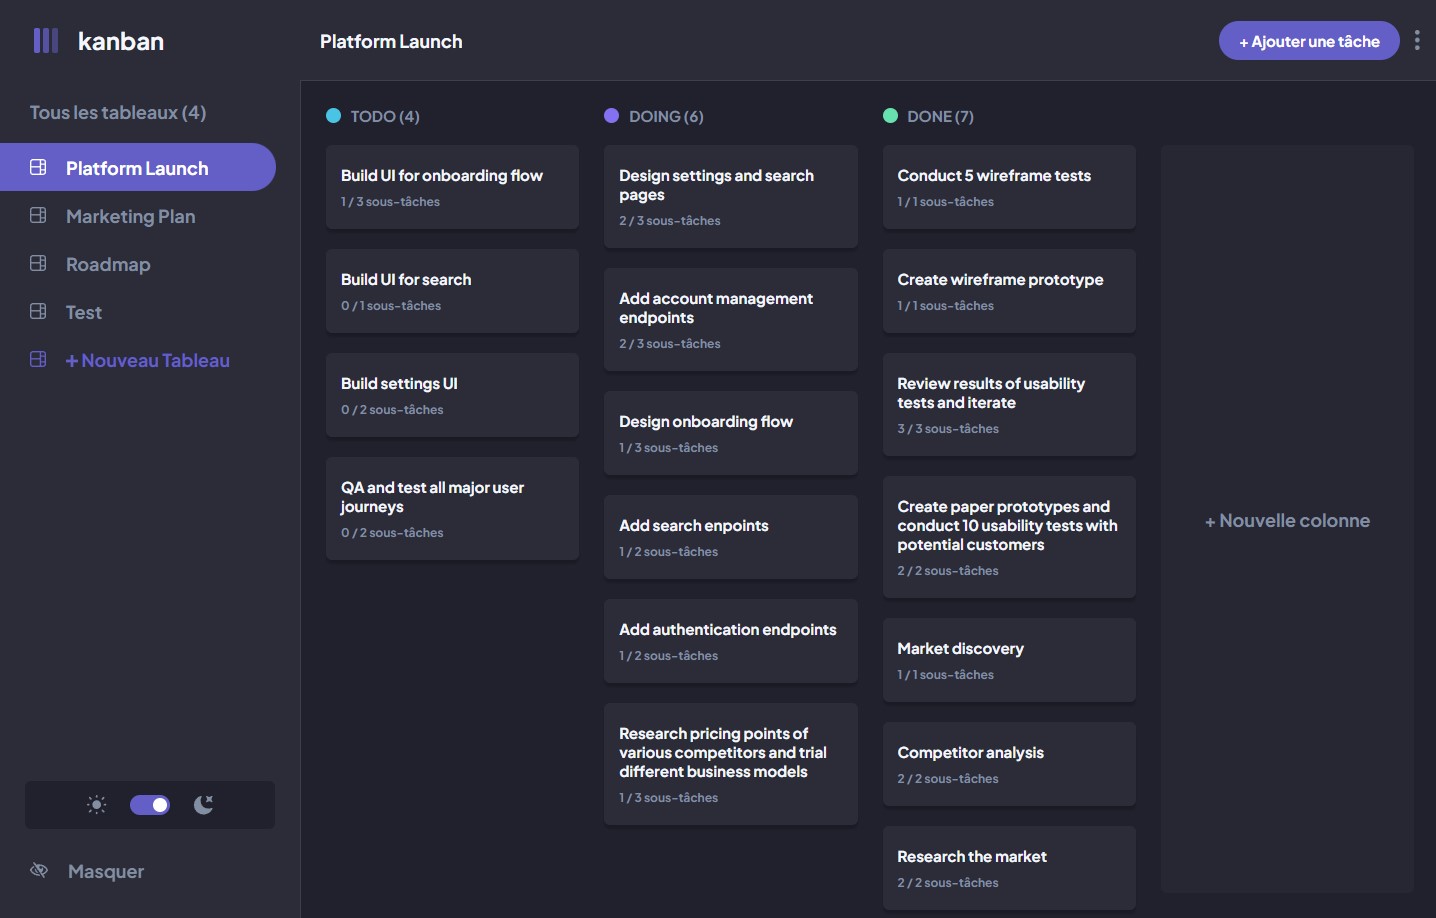 kanban
Platform Launch
+ Ajouter une tâche
Tous les tableaux (4)
Platform Launch
Marketing Plan
Roadmap
Test
+ Nouveau Tableau
Masquer
TODO (4)
Build UI for onboarding flow
1 / 3 sous-tâches
Build UI for search
0 / 1 sous-tâches
Build settings UI
0 / 2 sous-tâches
QA and test all major user
journeys
0 / 2 sous-tâches
DOING (6)
Design settings and search
pages
2 / 3 sous-tâches
Add account management
endpoints
2 / 3 sous-tâches
Design onboarding flow
1 / 3 sous-tâches
Add search enpoints
1 / 2 sous-tâches
Add authentication endpoints
1 / 2 sous-tâches
Research pricing points of
various competitors and trial
different business models
1 / 3 sous-tâches
DONE (7)
Conduct 5 wireframe tests
1 / 1 sous-tâches
Create wireframe prototype
1 / 1 sous-tâches
Review results of usability
tests and iterate
3 / 3 sous-tâches
Create paper prototypes and
conduct 10 usability tests with
potential customers
2 / 2 sous-tâches
Market discovery
1 / 1 sous-tâches
Competitor analysis
2 / 2 sous-tâches
Research the market
2 / 2 sous-tâches
+ Nouvelle colonne